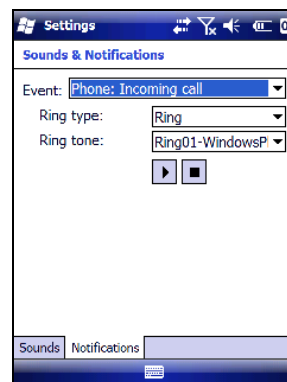 Settings
Sounds & Notifications
Event: Phone: Incoming call
Ring type: Ring
Ring tone: Ring01-WindowsP
Sounds Notifications